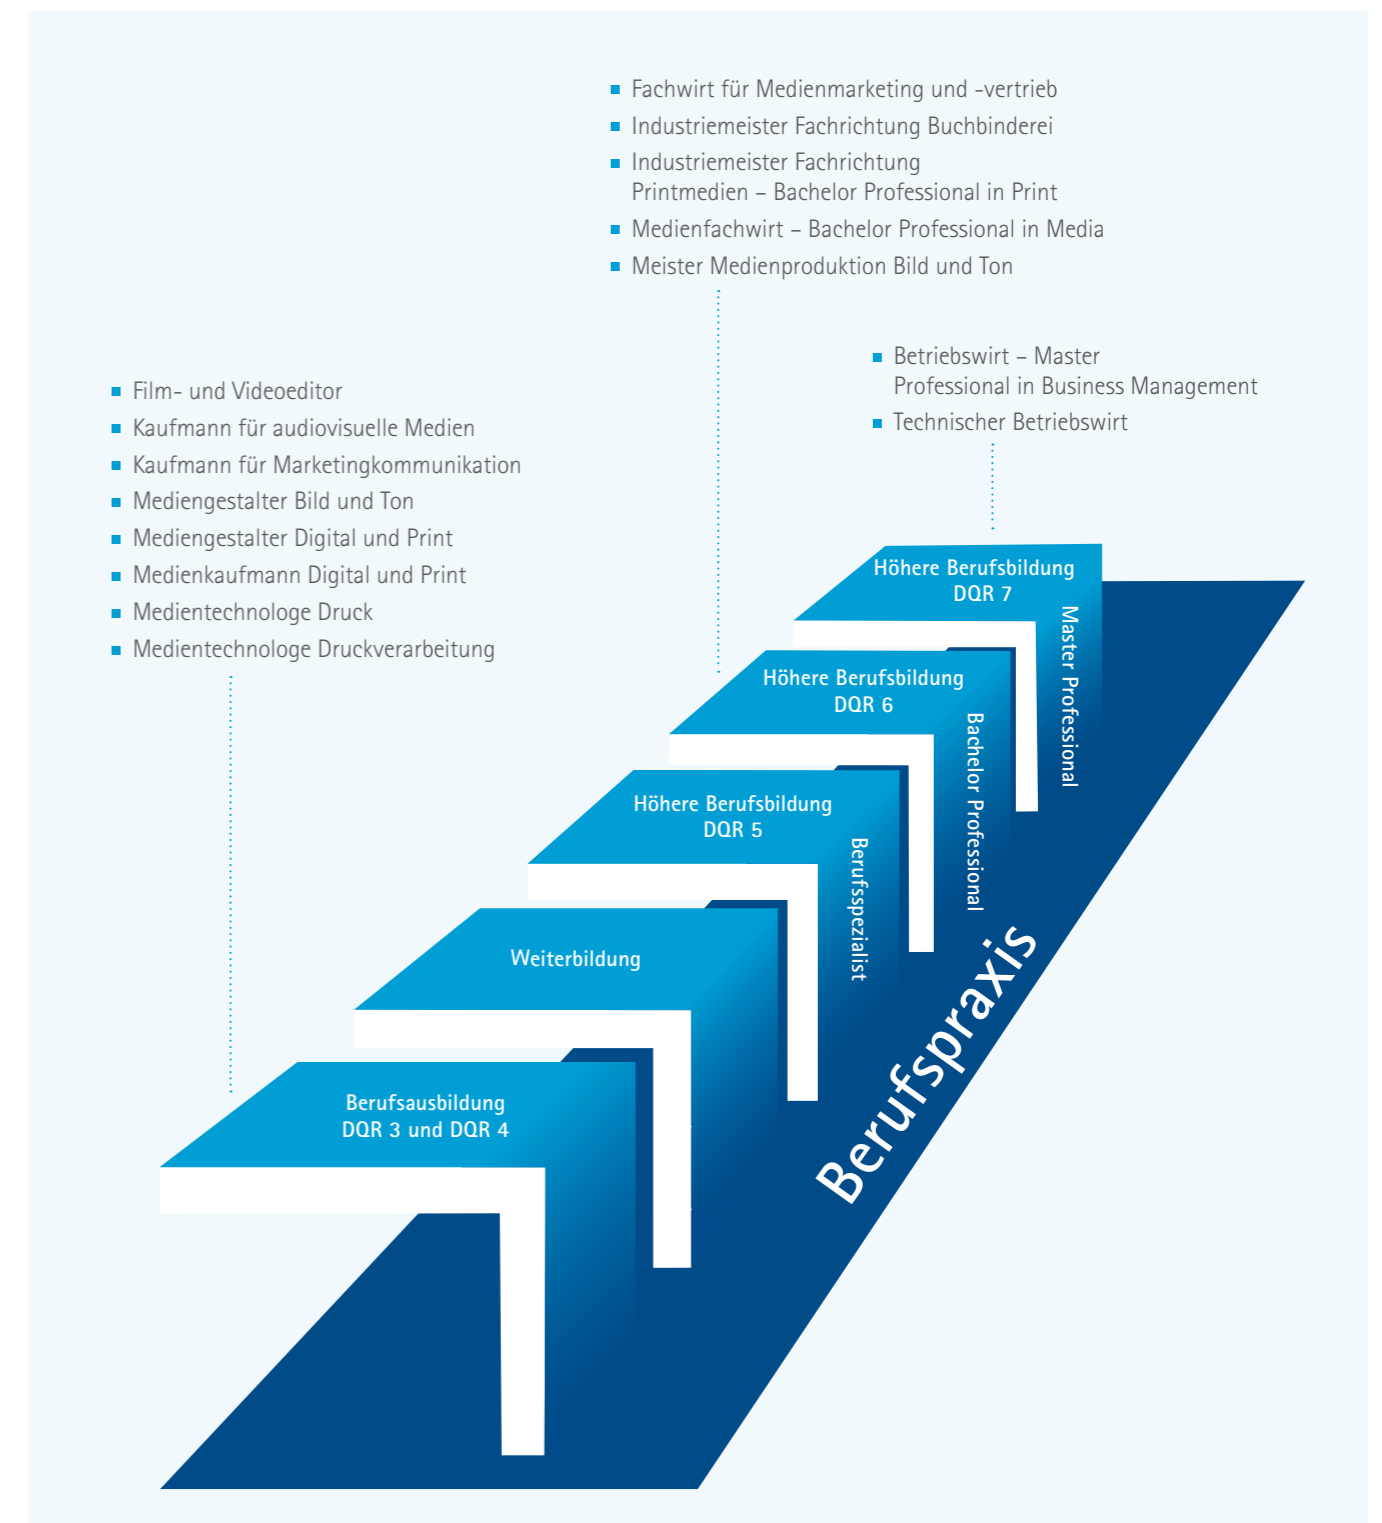 Fachwirt für Medienmarketing und -vertrieb
Industriemeister Fachrichtung Buchbinderei
Industriemeister Fachrichtung
Printmedien – Bachelor Professional in Print
Medienfachwirt – Bachelor Professional in Media
Meister Medienproduktion Bild und Ton
Betriebswirt – Master
Professional in Business Management
Technischer Betriebswirt
Film- und Videoeditor
Kaufmann für audiovisuelle Medien
Kaufmann für Marketingkommunikation
Mediengestalter Bild und Ton
Mediengestalter Digital und Print
Medienkaufmann Digital und Print
Medientechnologe Druck
Medientechnologe Druckverarbeitung
Höhere Berufsbildung
DQR 7
Master Professional
Höhere Berufsbildung
DQR 6
Bachelor Professional
Höhere Berufsbildung
DQR 5
Berufsspezialist
Weiterbildung
Berufsausbildung
DQR 3 und DQR 4
Berufspraxis